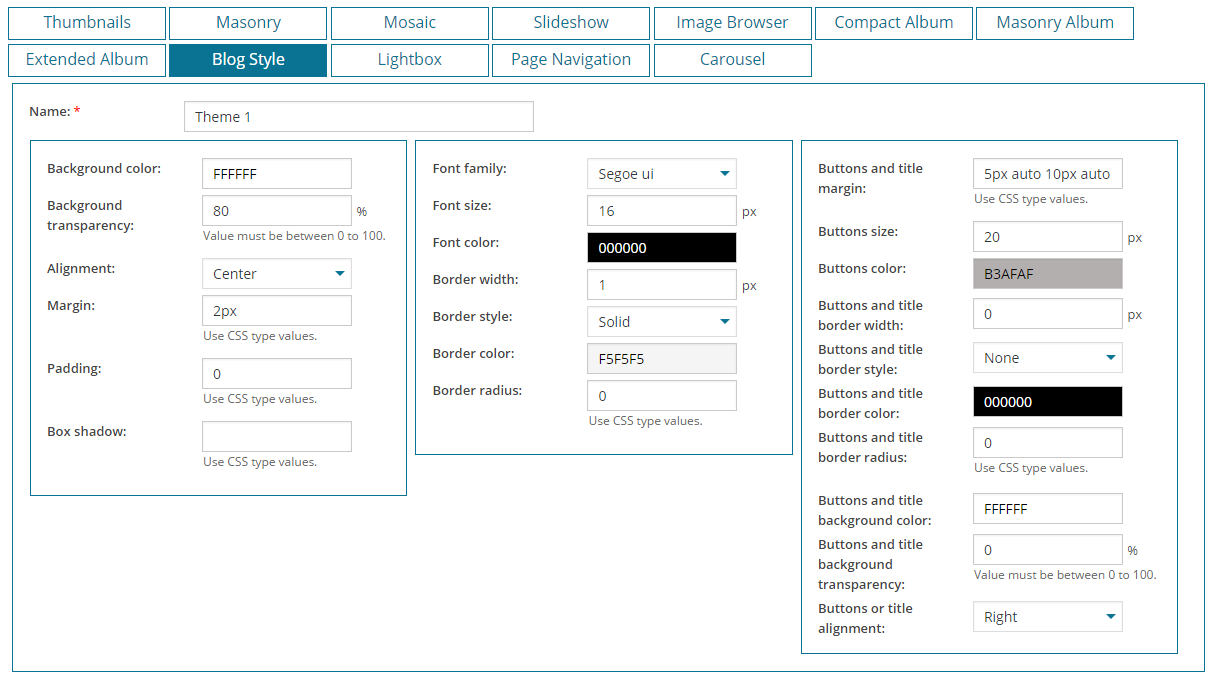 Thumbnails Masonry Mosaic Slideshow Image Browser Compact Album Masonry Album
Extended Album Blog Style Lightbox Page Navigation Carousel
Name: * Theme 1
Background color: FFFFFF
Background
transparency: 80 %
Value must be between 0 to 100.
Alignment: Center
Margin: 2px
Use CSS type values.
Padding: 0
Use CSS type values.
Box shadow:
Use CSS type values.
Font family: Segoe ui
Font size: 16 px
Font color: 000000
Border width: 1 px
Border style: Solid
Border color: F5F5F5
Border radius: 0
Use CSS type values.
Buttons and title
margin: 5px auto 10px auto
Use CSS type values.
Buttons size: 20 px
Buttons color: B3AFAF
Buttons and title
border width: 0 px
Buttons and title
border style: None
Buttons and title
border color: 000000
Buttons and title
border radius: 0
Use CSS type values.
Buttons and title
background color: FFFFFF
Buttons and title
background
transparency: 0 %
Value must be between 0 to 100.
Buttons or title
alignment: Right